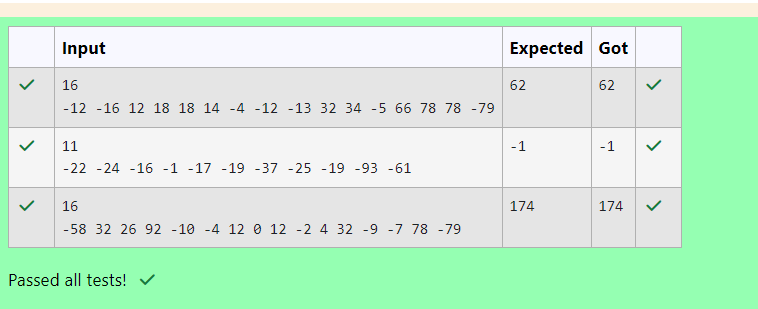 Input Expected Got
16 62 62
-12 -16 12 18 18 14 -4 -12 -13 32 34 -5 66 78 78 -79
11 -1 -1
-22 -24 -16 -1 -17 -19 -37 -25 -19 -93 -61
16 174 174
-58 32 26 92 -10 -4 12 0 12 -2 4 32 -9 -7 78 -79
Passed all tests!